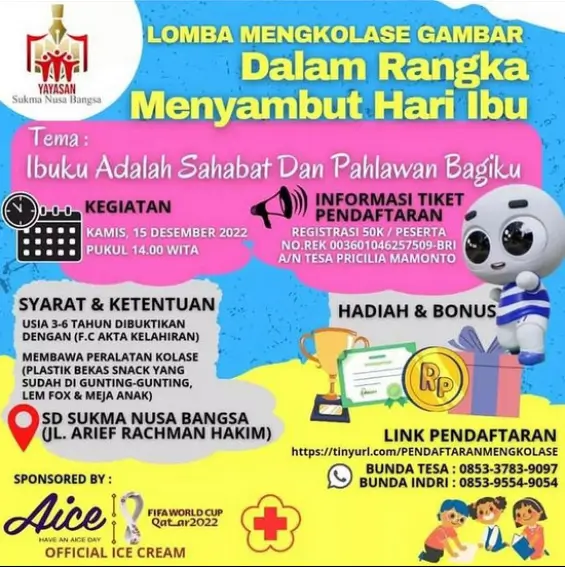 YAYASAN
Sukma Nusa Bangsa
LOMBA MENGKOLASE GAMBAR
Dalam Rangka
Menyambut Hari Ibu
Tema :
Ibuku Adalah Sahabat Dan Pahlawan Bagiku
KEGIATAN
KAMIS, 15 DESEMBER 2022
PUKUL 14.00 WITA
INFORMASI TIKET
PENDAFTARAN
REGISTRASI 50K / PESERTA
NO.REK 003601046257509-BRI
A/N TESA PRICILIA MAMONTO
SYARAT & KETENTUAN
USIA 3-6 TAHUN DIBUKTIKAN
DENGAN (F.C AKTA KELAHIRAN)
MEMBAWA PERALATAN KOLASE
(PLASTIK BEKAS SNACK YANG
SUDAH DI GUNTING-GUNTING,
LEM FOX & MEJA ANAK)
SD SUKMA NUSA BANGSA
(JL. ARIEF RACHMAN HAKIM)
HADIAH & BONUS
Rp
LINK PENDAFTARAN
https://tinyurl.com/PENDAFTARANMENGKOLASE
BUNDA TESA : 0853-3783-9097
BUNDA INDRI : 0853-9554-9054
SPONSORED BY :
Aice
HAVE AN AICE DAY
FIFA WORLD CUP
Qatar2022
OFFICIAL ICE CREAM